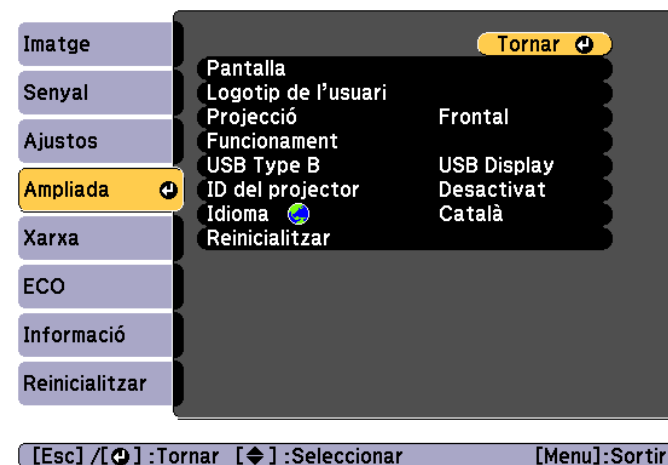 Imatge
Senyal
Ajustos
Ampliada
Xarxa
ECO
Informació
Reinicialitzar
Tornar
Pantalla
Logotip de l'usuari
Projecció Frontal
Funcionament
USB Type B USB Display
ID del projector Desactivat
Idioma Català
Reinicialitzar
[Esc] /[ ] :Tornar [ ] :Seleccionar [Menu]:Sortir